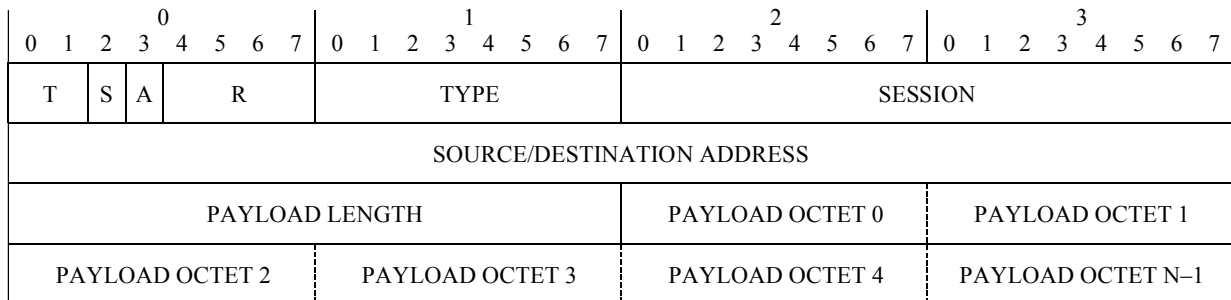 0 1 2 3
0 1 2 3 4 5 6 7 0 1 2 3 4 5 6 7 0 1 2 3 4 5 6 7 0 1 2 3 4 5 6 7
T S A R TYPE SESSION
SOURCE/DESTINATION ADDRESS
PAYLOAD LENGTH PAYLOAD OCTET 0 PAYLOAD OCTET 1
PAYLOAD OCTET 2 PAYLOAD OCTET 3 PAYLOAD OCTET 4 PAYLOAD OCTET N–1